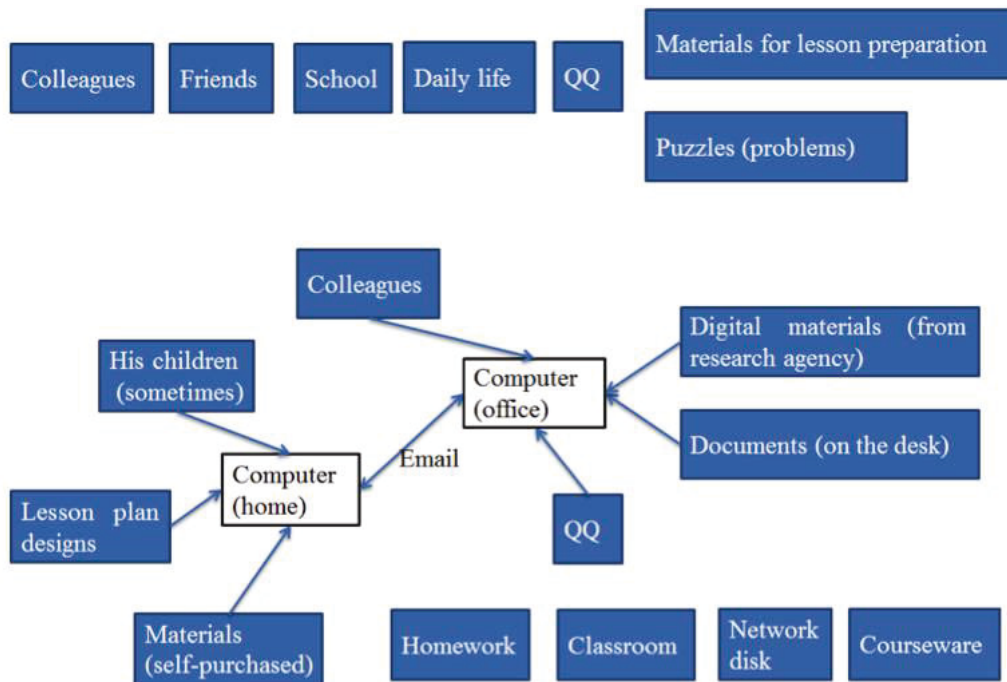 Materials for lesson preparation
Colleagues
Friends
School
Daily life
QQ
Puzzles (problems)
Colleagues
Digital materials (from
research agency)
His children
(sometimes)
Computer
(office)
Documents (on the desk)
Email
Computer
(home)
Lesson plan
designs
QQ
Materials
(self-purchased)
Homework
Classroom
Network
disk
Courseware